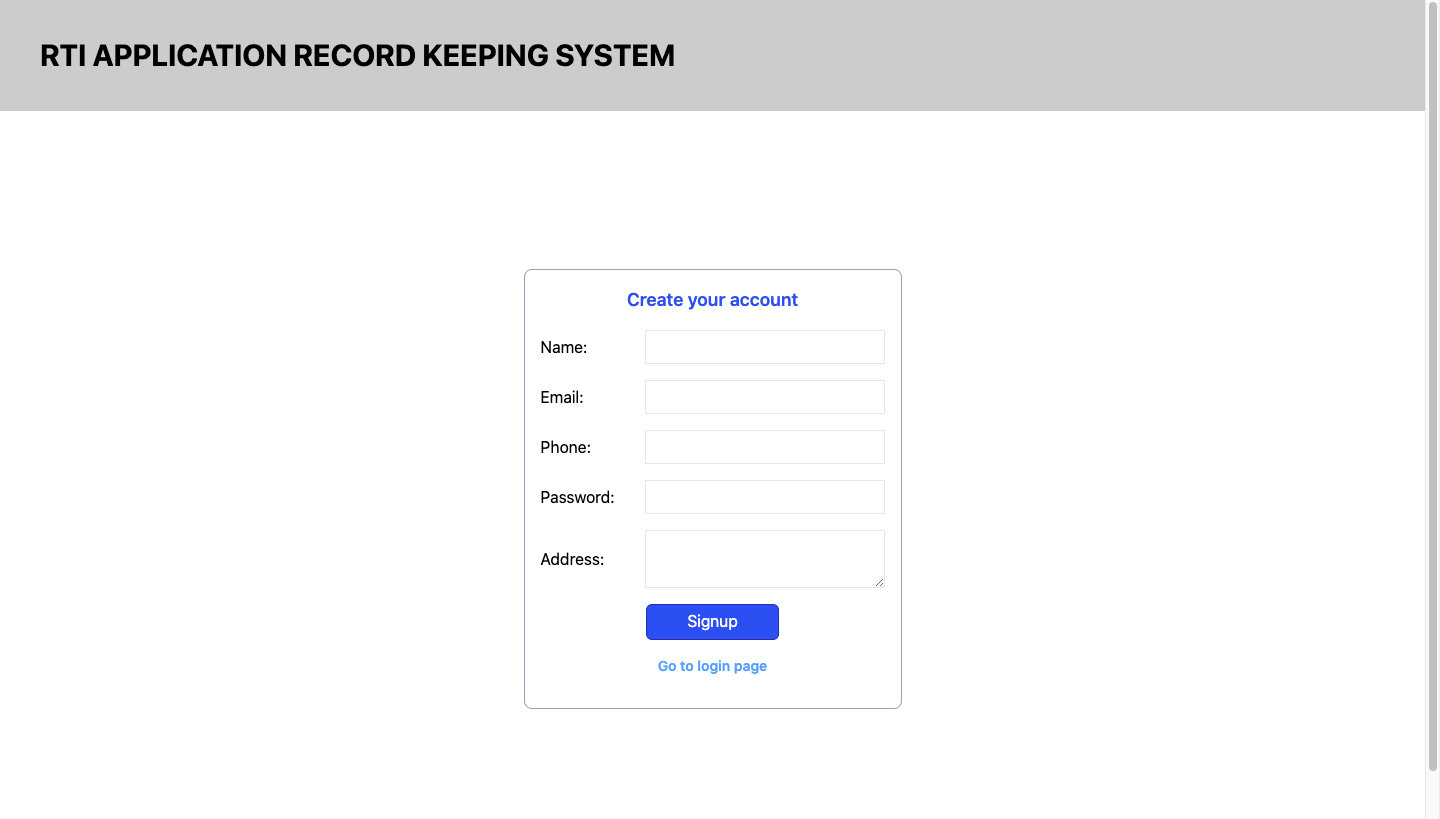 RTI APPLICATION RECORD KEEPING SYSTEM
Create your account
Name:
Email:
Phone:
Password:
Address:
Signup
Go to login page